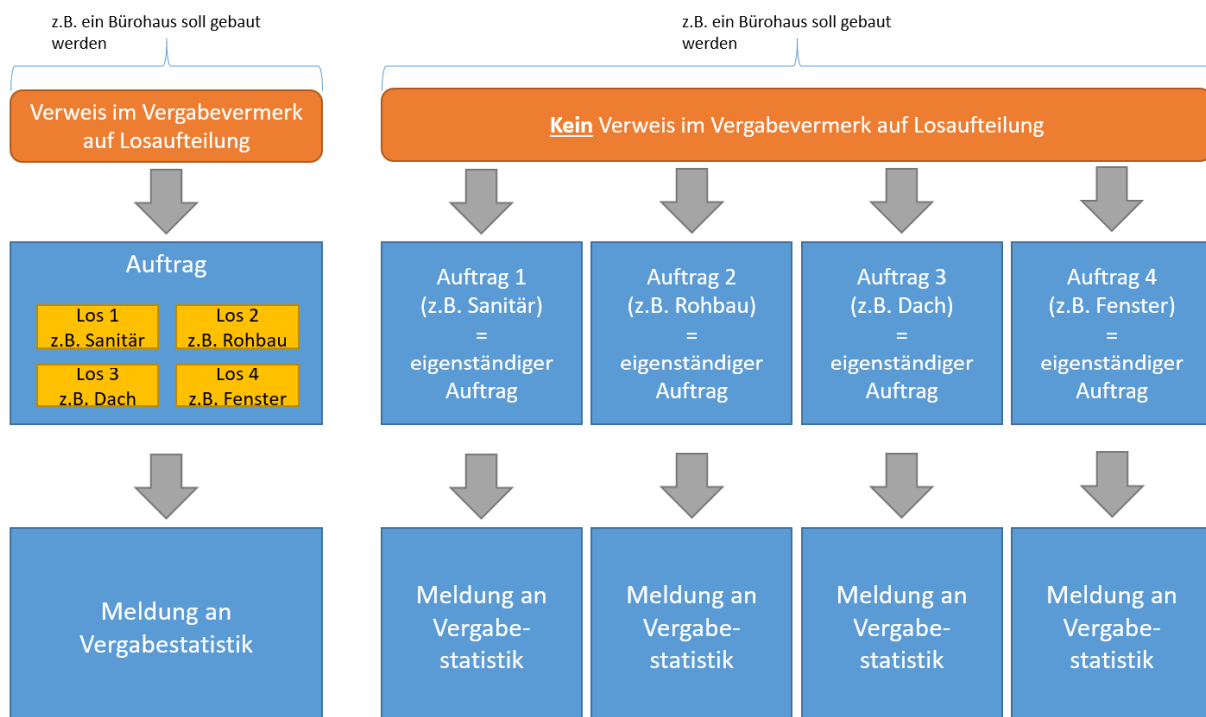 z.B. ein Bürohaus soll gebaut
werden
Verweis im Vergabevermerk
auf Losaufteilung
Auftrag
Los 1
z.B. Sanitär
Los 2
z.B. Rohbau
Los 3
z.B. Dach
Los 4
z.B. Fenster
Meldung an
Vergabestatistik
z.B. ein Bürohaus soll gebaut
werden
Kein Verweis im Vergabevermerk auf Losaufteilung
Auftrag 1
(z.B. Sanitär)
=
eigenständiger
Auftrag
Auftrag 2
(z.B. Rohbau)
=
eigenständiger
Auftrag
Auftrag 3
(z.B. Dach)
=
eigenständiger
Auftrag
Auftrag 4
(z.B. Fenster)
=
eigenständiger
Auftrag
Meldung an
Vergabe-
statistik
Meldung an
Vergabe-
statistik
Meldung an
Vergabe-
statistik
Meldung an
Vergabe-
statistik